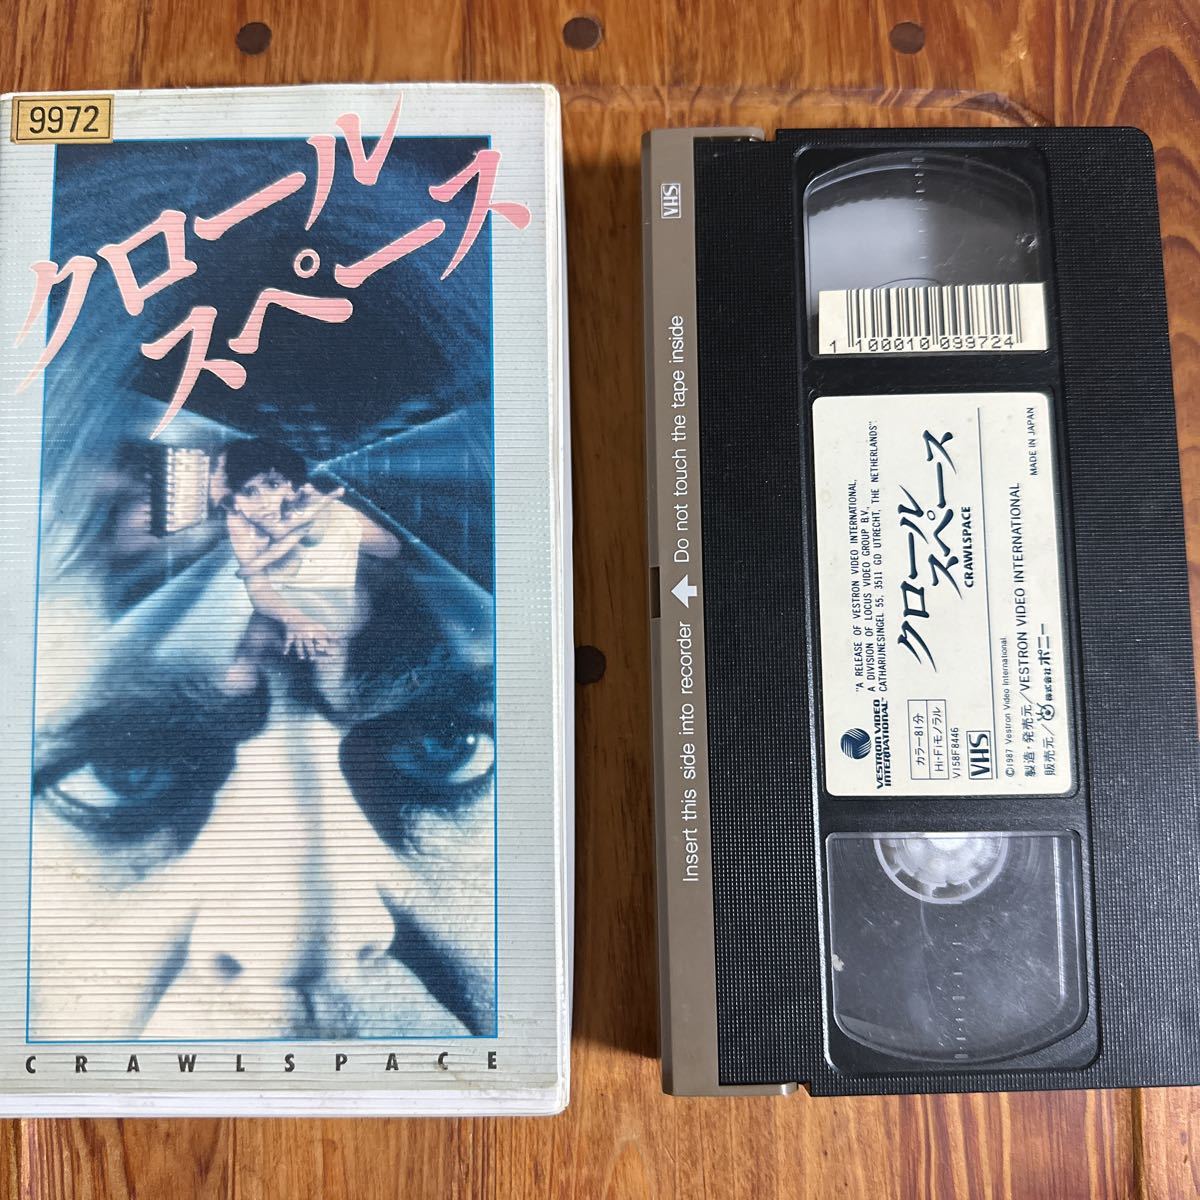 9972
クロール
スペース
CRAWLSPACE
VHS
Insert this side into recorder Do not touch the tape inside
1 100010 099724
"A RELEASE OF VESTRON VIDEO INTERNATIONAL,
A DIVISION OF LOCUS VIDEO GROUP B.V.,
CATHARIJNESINGEL 55, 3511 GD UTRECHT, THE NETHERLANDS"
VESTRON VIDEO
INTERNATIONAL
クロール
スペース
CRAWLSPACE
カラー81分
Hi-Fiモノラル
V158F8446
VHS
©1987 Vestron Video International.
製造・発売元/VESTRON VIDEO INTERNATIONAL
販売元/株式会社ポニー
MADE IN JAPAN